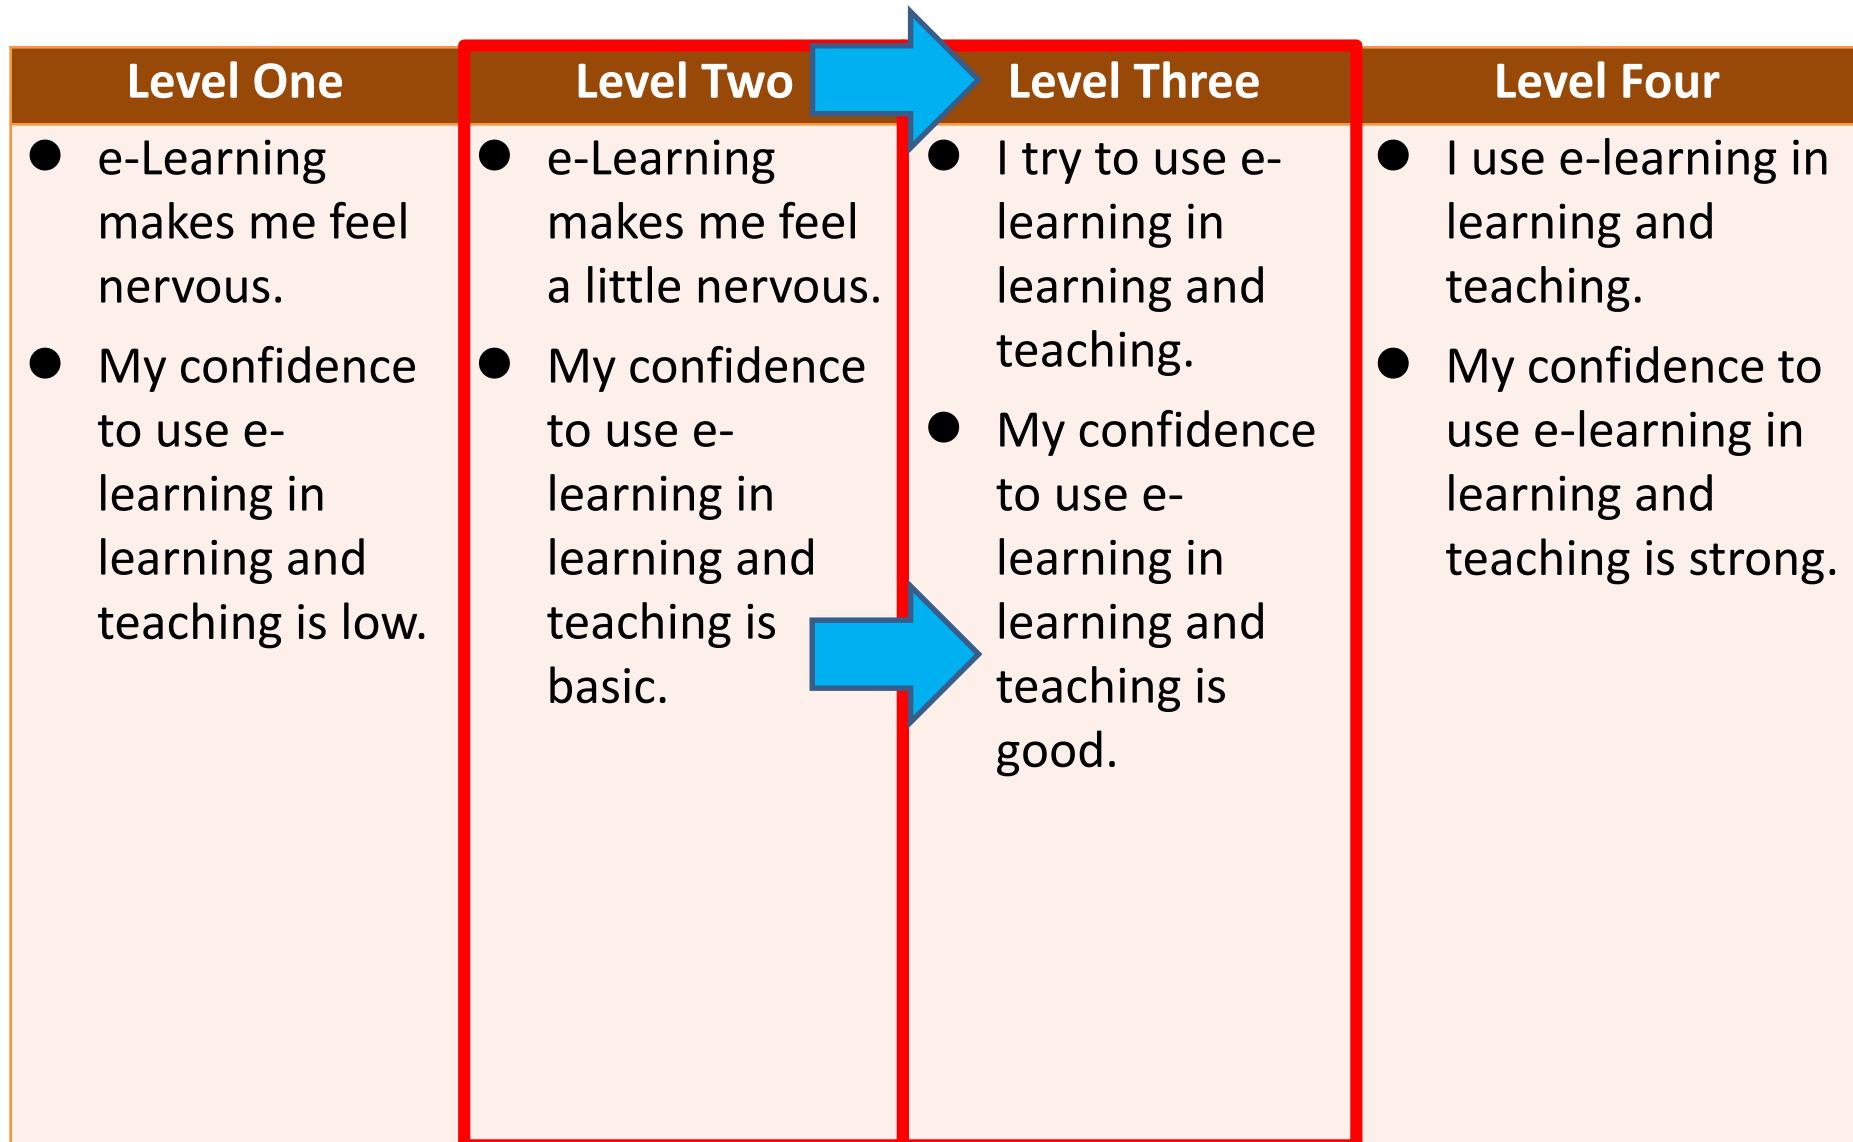 Level One
● e-Learning
makes me feel
nervous.
● My confidence
to use e-
learning in
learning and
teaching is low.
Level Two
● e-Learning
makes me feel
a little nervous.
● My confidence
to use e-
learning in
learning and
teaching is
basic.
Level Three
● I try to use e-
learning in
learning and
teaching.
● My confidence
to use e-
learning in
learning and
teaching is
good.
Level Four
● I use e-learning in
learning and
teaching.
● My confidence to
use e-learning in
learning and
teaching is strong.